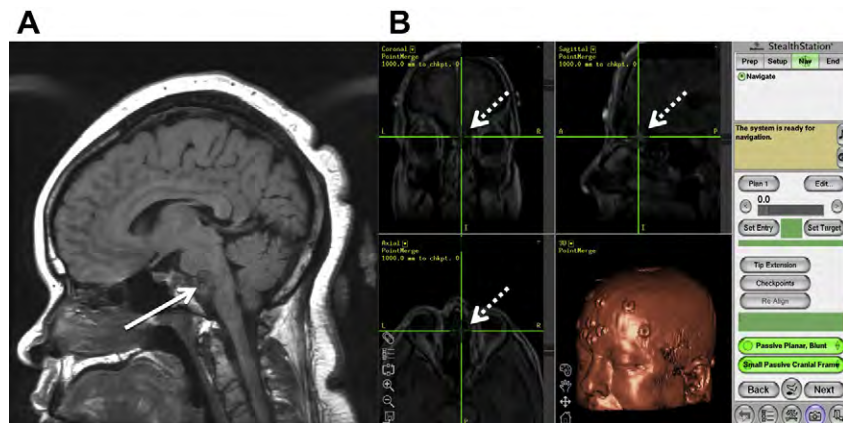 A
B
Coronal
PointMerge
1000.0 mm to chkpt. 0
L
R
I
Sagittal
PointMerge
1000.0 mm to chkpt. 0
A
P
I
Axial
PointMerge
1000.0 mm to chkpt. 0
L
R
P
3D
PointMerge
StealthStation
Prep
Setup
Nav
End
Navigate
The system is ready for
navigation.
Plan 1
Edit...
0.0
Set Entry
Set Target
Tip Extension
Checkpoints
Re-Align
Passive Planar, Blunt
Small Passive Cranial Frame
Back
Next